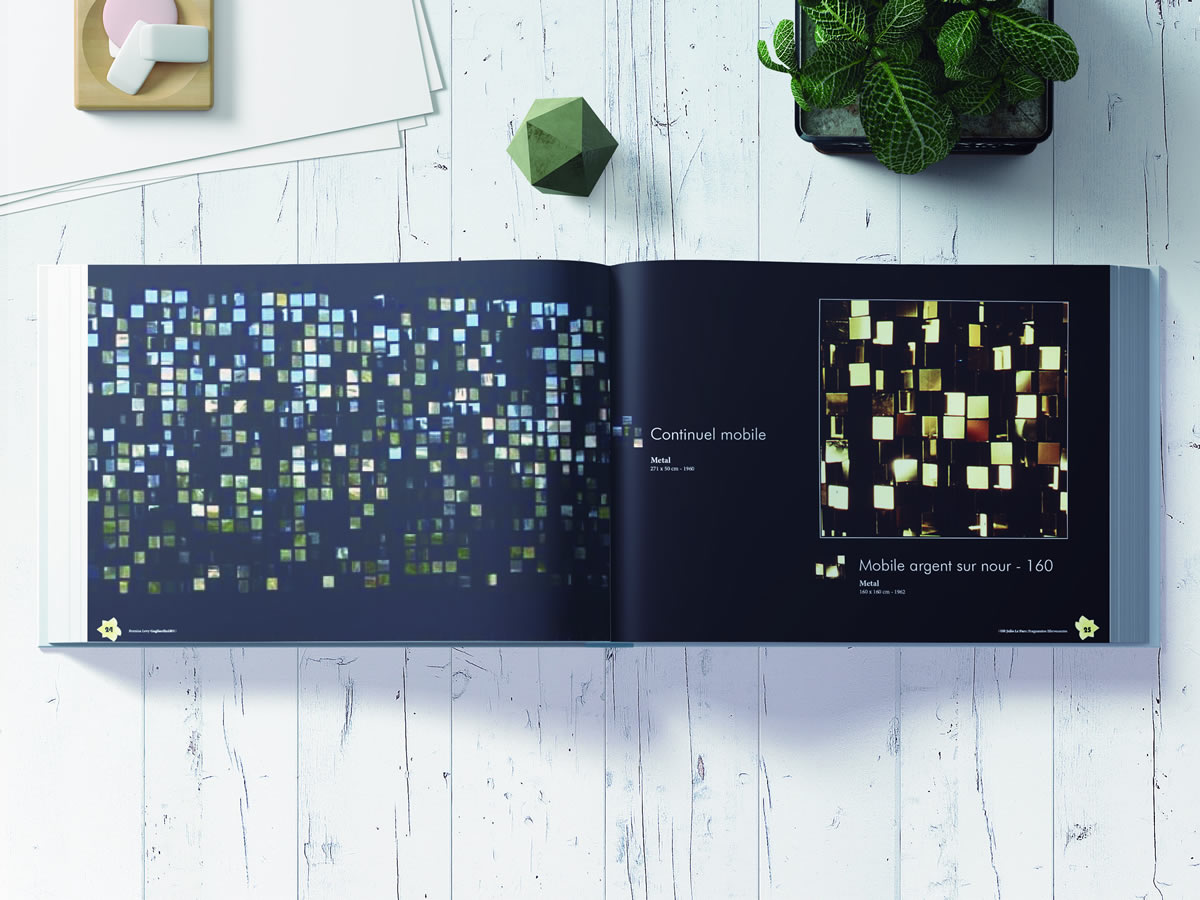 Continuel mobile
Metal
271 x 50 cm - 1960
Mobile argent sur nour - 160
Metal
160 x 160 cm - 1962
24
25